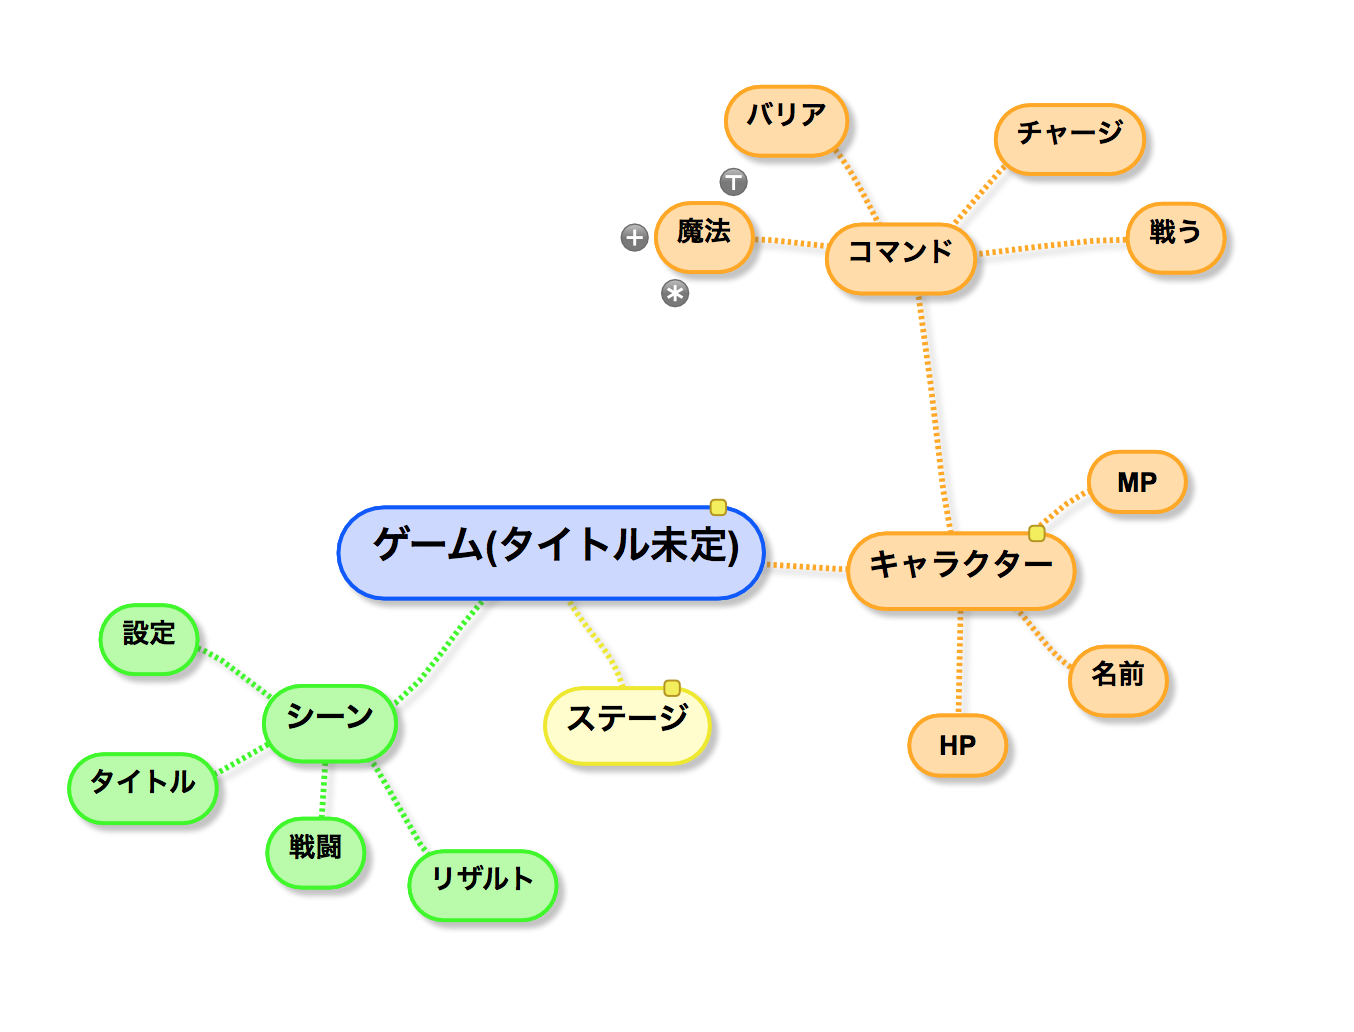 バリア
チャージ
魔法
コマンド
戦う
MP
ゲーム(タイトル未定)
キャラクター
設定
名前
シーン
ステージ
HP
タイトル
戦闘
リザルト